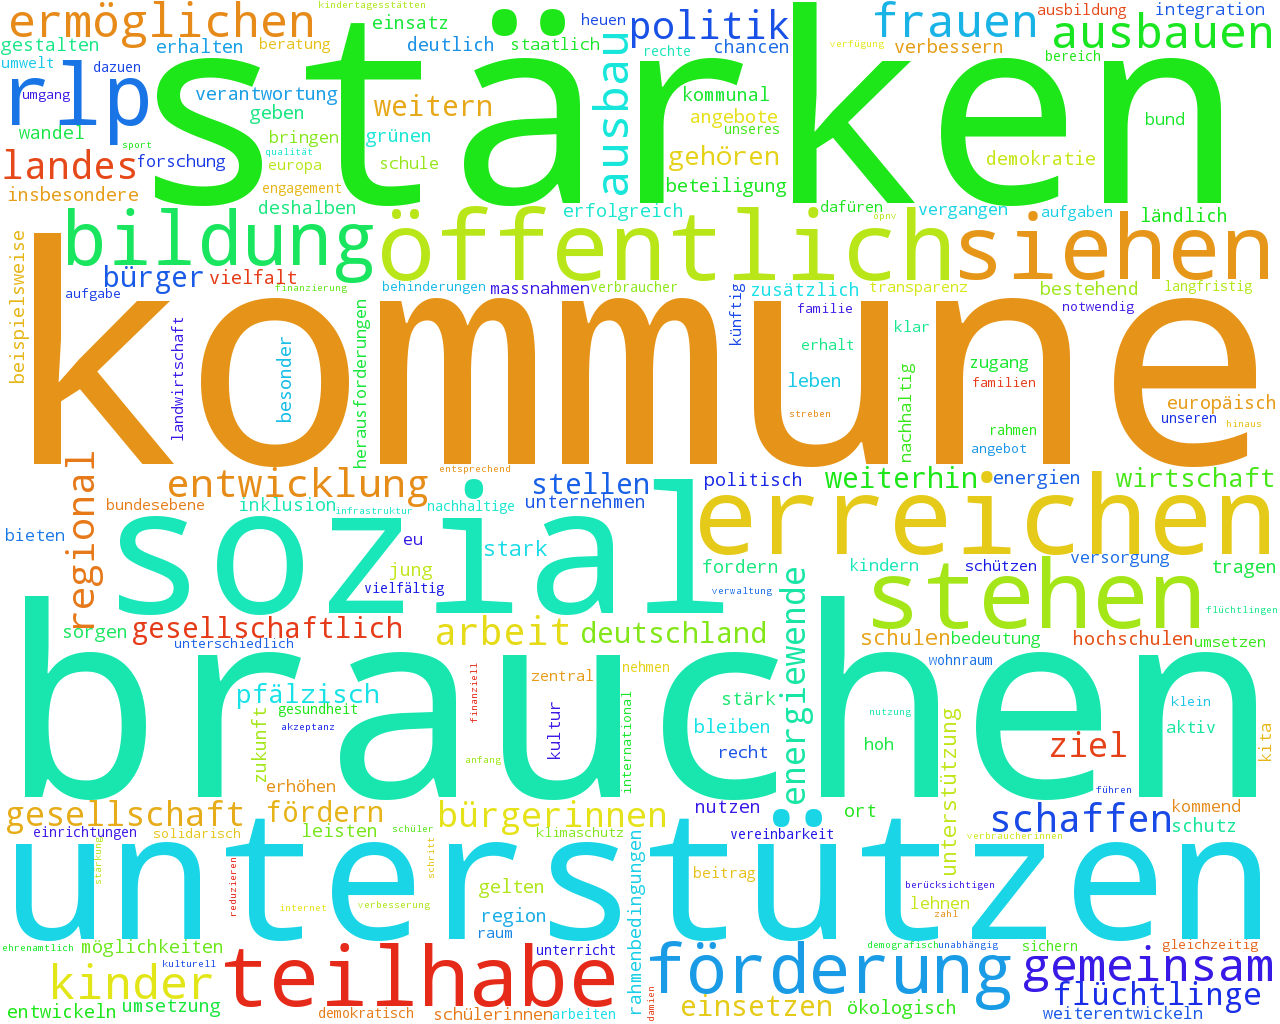 ermöglichen
kindertagesstätten
einsatz
heuen
politik
frauen
ausbildung
integration
gestalten
erhalten
beratung
deutlich
staatlich
rechte
chancen
verfügung
verbessern
ausbauen
umwelt
dazuen
bereich
rlp
stärken
umgang
verantwortung
geben
weitern
ausbau
kommunal
angebote
unseres
bund
wandel
sport
bringen
grünen
landes
forschung
qualität
europa
schule
gehören
demokratie
insbesondere
engagement
deshalben
beteiligung
erfolgreich
dafüren
opnv
vergangen
aufgaben
ländlich
bildung
öffentlich
siehen
beispielsweise
bürger
vielfalt
aufgabe
finanzierung
behinderungen
massnahmen
verbraucher
künftig
zusätzlich
transparenz
bestehend
langfristig
familie
notwendig
kommune
landwirtschaft
besonder
herausforderungen
klar
erhalt
zugang
leben
familien
nachhaltig
europäisch
streben
unseren
hinaus
rahmen
angebot
regional
entwicklung
entsprechend
stellen
politisch
weiterhin
energien
wirtschaft
bundesebene
inklusion
infrastruktur
nachhaltige
unternehmen
sozial
erreichen
bieten
eu
stark
jung
vielfältig
fordern
verwaltung
kindern
schützen
versorgung
tragen
stehen
flüchtlingen
sorgen
gesellschaftlich
unterschiedlich
arbeit
deutschland
energiewende
schulen
bedeutung
hochschulen
umsetzen
wohnraum
brauchen
pfälzisch
gesundheit
akzeptanz
zukunft
finanziell
zentral
nehmen
kultur
international
stärk
bleiben
recht
nutzung
hoh
unterstützung
klein
aktiv
ziel
kita
anfang
erhöhen
führen
gesellschaft
fördern
bürgerinnen
nutzen
ort
schaffen
kommend
schutz
einrichtungen
solidarisch
leisten
schüler
klimaschutz
vereinbarkeit
verbraucherinnen
unterstützen
stärkung
reduzieren
schritt
internet
verbesserung
gelten
region
raum
rahmenbedingungen
beitrag
berücksichtigen
lehnen
zahl
ehrenamtlich
möglichkeiten
kulturell
unterricht
demografisch
unabhängig
sichern
gleichzeitig
kinder
teilhabe
förderung
gemeinsam
flüchtlinge
entwickeln
umsetzung
demokratisch
schülerinnen
arbeiten
damien
einsetzen
ökologisch
weiterentwickeln